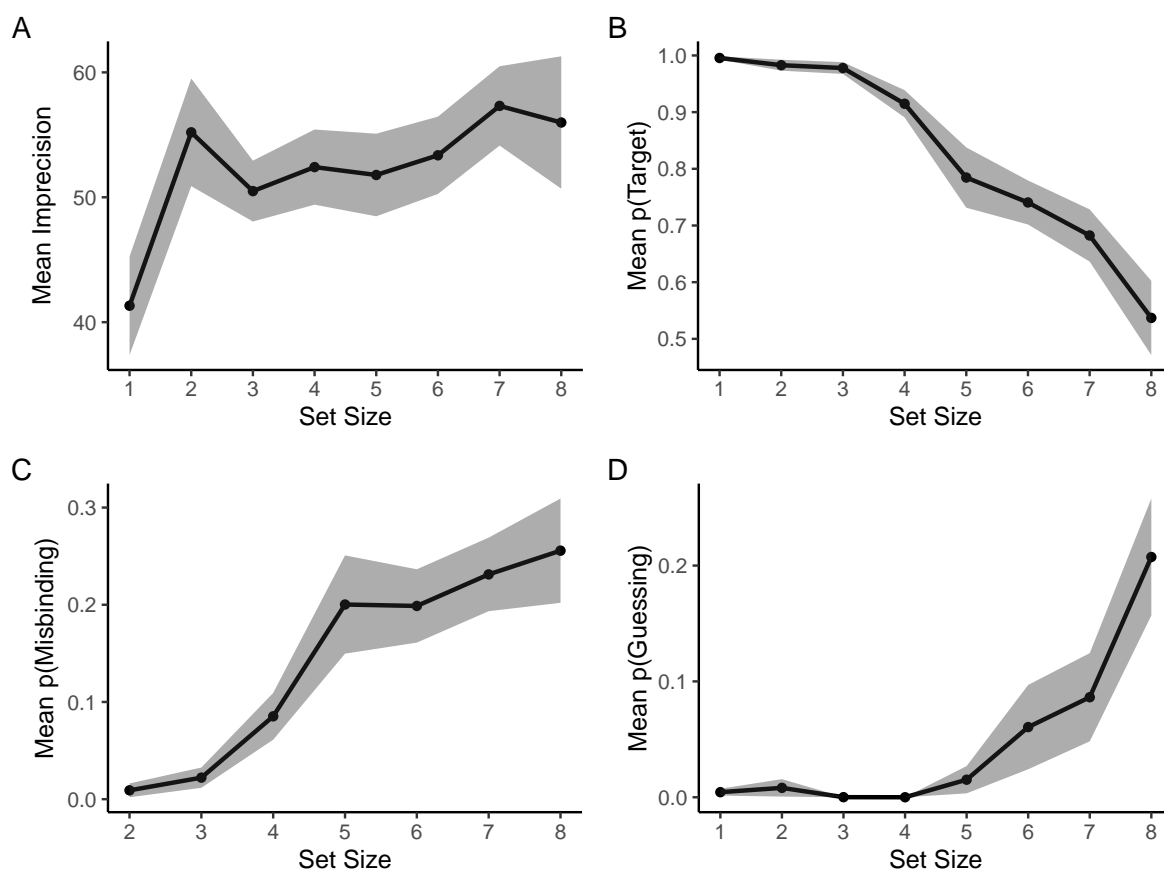 A
Mean Imprecision
60
50
40
1 2 3 4 5 6 7 8
Set Size
B
Mean p(Target)
1.0
0.9
0.8
0.7
0.6
0.5
1 2 3 4 5 6 7 8
Set Size
C
Mean p(Misbinding)
0.3
0.2
0.1
0.0
2 3 4 5 6 7 8
Set Size
D
Mean p(Guessing)
0.2
0.1
0.0
1 2 3 4 5 6 7 8
Set Size